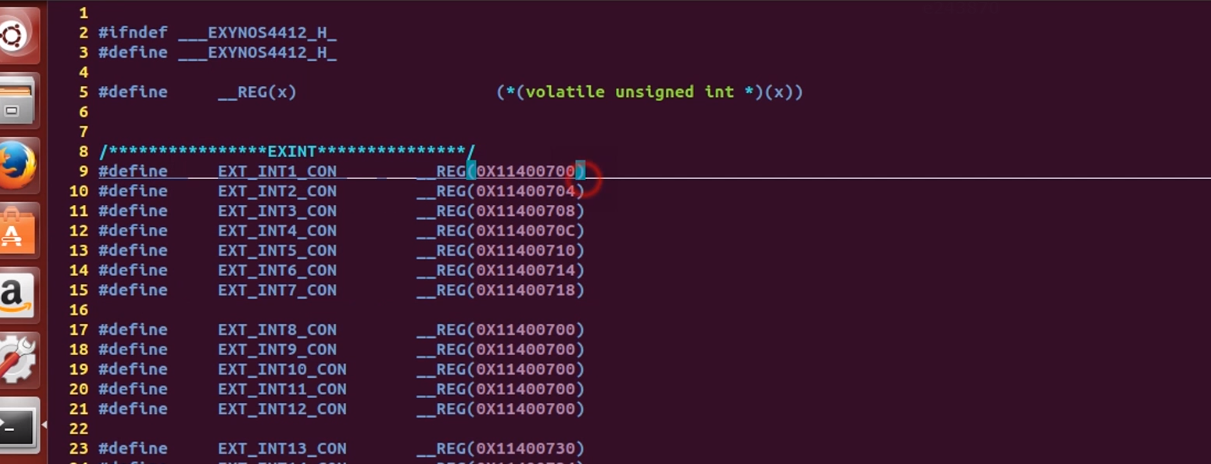 1
2 #ifndef ___EXYNOS4412_H_
3 #define ___EXYNOS4412_H_
4
5 #define     __REG(x)                    (*(volatile unsigned int *)(x))
6
7
8 /****************EXINT***************/
9 #define     EXT_INT1_CON        __REG(0X11400700)
10 #define     EXT_INT2_CON        __REG(0X11400704)
11 #define     EXT_INT3_CON        __REG(0X11400708)
12 #define     EXT_INT4_CON        __REG(0X1140070C)
13 #define     EXT_INT5_CON        __REG(0X11400710)
14 #define     EXT_INT6_CON        __REG(0X11400714)
15 #define     EXT_INT7_CON        __REG(0X11400718)
16
17 #define     EXT_INT8_CON        __REG(0X11400700)
18 #define     EXT_INT9_CON        __REG(0X11400700)
19 #define     EXT_INT10_CON       __REG(0X11400700)
20 #define     EXT_INT11_CON       __REG(0X11400700)
21 #define     EXT_INT12_CON       __REG(0X11400700)
22
23 #define     EXT_INT13_CON       __REG(0X11400730)